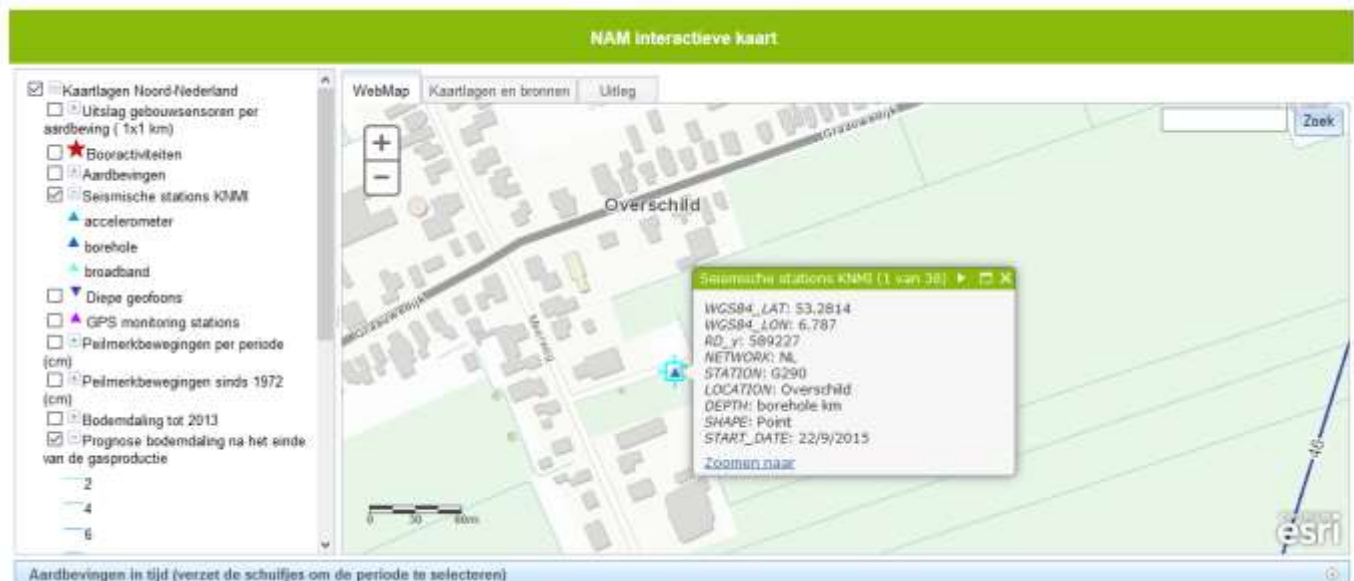 NAM interactieve kaart
Kaartlagen Noord-Nederland
Uitslag gebouwsensoren per
aardbeving ( 1x1 km)
Booractiviteiten
Aardbevingen
Seismische stations KNMI
accelerometer
borehole
broadband
Diepe geofoons
GPS monitoring stations
Peilmerkbewegingen per periode
(cm)
Peilmerkbewegingen sinds 1972
(cm)
Bodemdaling tot 2013
Prognose bodemdaling na het einde
van de gasproductie
2
4
6
WebMap
Kaartlagen en bronnen
Uitleg
+
−
Zoek
Graauwedijk
Overschild
Graauwedijk
Meerweg
Seismische stations KNMI (1 van 38)
WGS84_LAT: 53.2814
WGS84_LON: 6.787
RD_y: 589227
NETWORK: NL
STATION: G290
LOCATION: Overschild
DEPTH: borehole km
SHAPE: Point
START_DATE: 22/9/2015
Zoomen naar
46
0 30 60m
esri
Aardbevingen in tijd (verzet de schuifjes om de periode te selecteren)